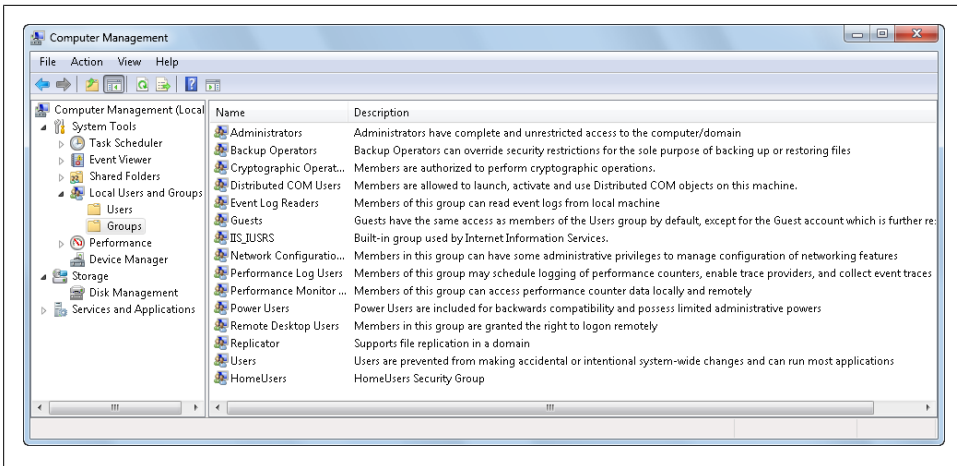 Computer Management
File Action View Help
Computer Management (Local
System Tools
Task Scheduler
Event Viewer
Shared Folders
Local Users and Groups
Users
Groups
Performance
Device Manager
Storage
Disk Management
Services and Applications
Name Description
Administrators Administrators have complete and unrestricted access to the computer/domain
Backup Operators Backup Operators can override security restrictions for the sole purpose of backing up or restoring files
Cryptographic Operat... Members are authorized to perform cryptographic operations.
Distributed COM Users Members are allowed to launch, activate and use Distributed COM objects on this machine.
Event Log Readers Members of this group can read event logs from local machine
Guests Guests have the same access as members of the Users group by default, except for the Guest account which is further re:
IIS_IUSRS Built-in group used by Internet Information Services.
Network Configuratio... Members in this group can have some administrative privileges to manage configuration of networking features
Performance Log Users Members of this group may schedule logging of performance counters, enable trace providers, and collect event traces
Performance Monitor ... Members of this group can access performance counter data locally and remotely
Power Users Power Users are included for backwards compatibility and possess limited administrative powers
Remote Desktop Users Members in this group are granted the right to logon remotely
Replicator Supports file replication in a domain
Users Users are prevented from making accidental or intentional system-wide changes and can run most applications
HomeUsers HomeUsers Security Group